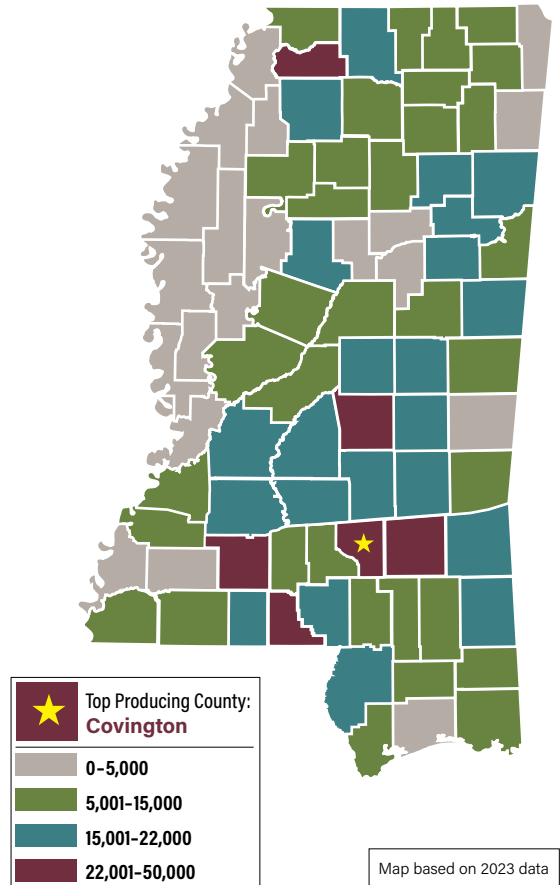 Top Producing County:
Covington
0–5,000
5,001–15,000
15,001–22,000
22,001–50,000
Map based on 2023 data